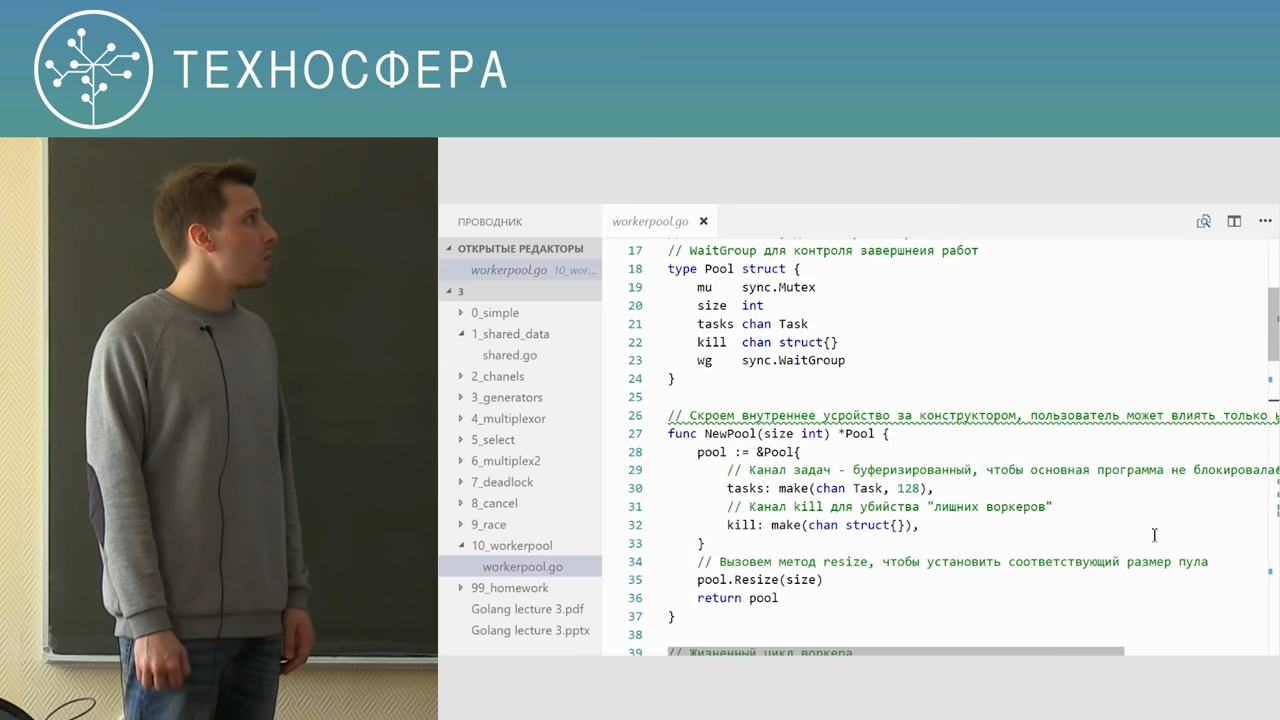 ТЕХНОСФЕРА
ПРОВОДНИК
ОТКРЫТЫЕ РЕДАКТОРЫ
workerpool.go 10_wor...
3
0_simple
1_shared_data
shared.go
2_chanels
3_generators
4_multiplexor
5_select
6_multiplex2
7_deadlock
8_cancel
9_race
10_workerpool
workerpool.go
99_homework
Golang lecture 3.pdf
Golang lecture 3.pptx
workerpool.go
17 // WaitGroup для контроля завершнеия работ
18 type Pool struct {
19 mu sync.Mutex
20 size int
21 tasks chan Task
22 kill chan struct{}
23 wg sync.WaitGroup
24 }
25
26 // Скроем внутреннее усройство за конструктором, пользователь может влиять только
27 func NewPool(size int) *Pool {
28 pool := &Pool{
29 // Канал задач - буферизированный, чтобы основная программа не блокировала
30 tasks: make(chan Task, 128),
31 // Канал kill для убийства "лишних воркеров"
32 kill: make(chan struct{}),
33 }
34 // Вызовем метод resize, чтобы установить соответствующий размер пула
35 pool.Resize(size)
36 return pool
37 }
38
39 // Жизненный цикл воркера